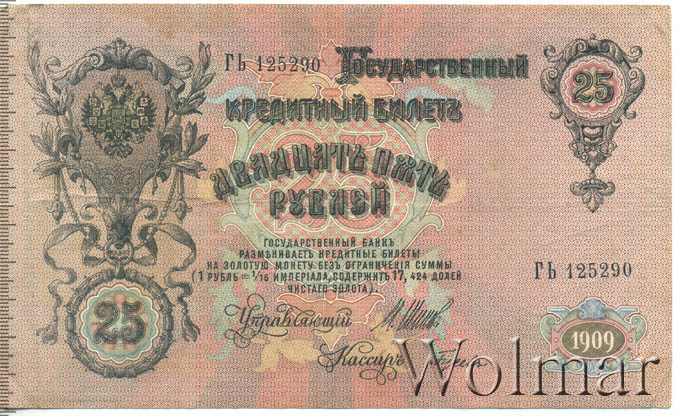 ГЬ 125290 Государственный 25
Кредитный Билетъ
Двадцать пять
рублей
ГОСУДАРСТВЕННЫЙ БАНКЪ
РАЗМѢНИВАЕТЪ КРЕДИТНЫЕ БИЛЕТЫ
НА ЗОЛОТУЮ МОНЕТУ БЕЗЪ ОГРАНИЧЕНІЯ СУММЫ
(1 РУБЛЬ = 1/15 ИМПЕРІАЛА, СОДЕРЖИТЪ 17,424 ДОЛЕЙ
ЧИСТАГО ЗОЛОТА).
ГЬ 125290
25
Управляющій
Кассиръ
1909
Wolmar